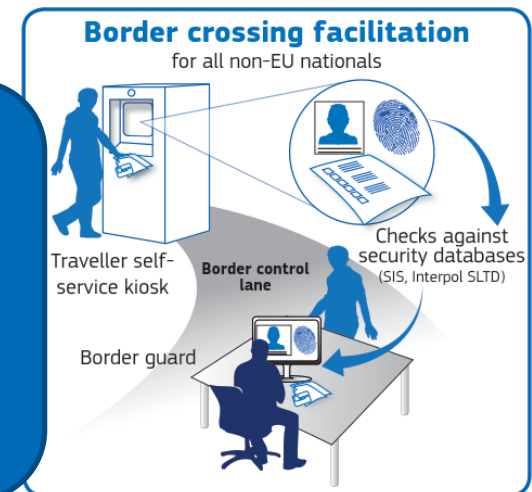 Border crossing facilitation
for all non-EU nationals
Traveller self-
service kiosk
Checks against
security databases
(SIS, Interpol SLTD)
Border control
lane
Border guard